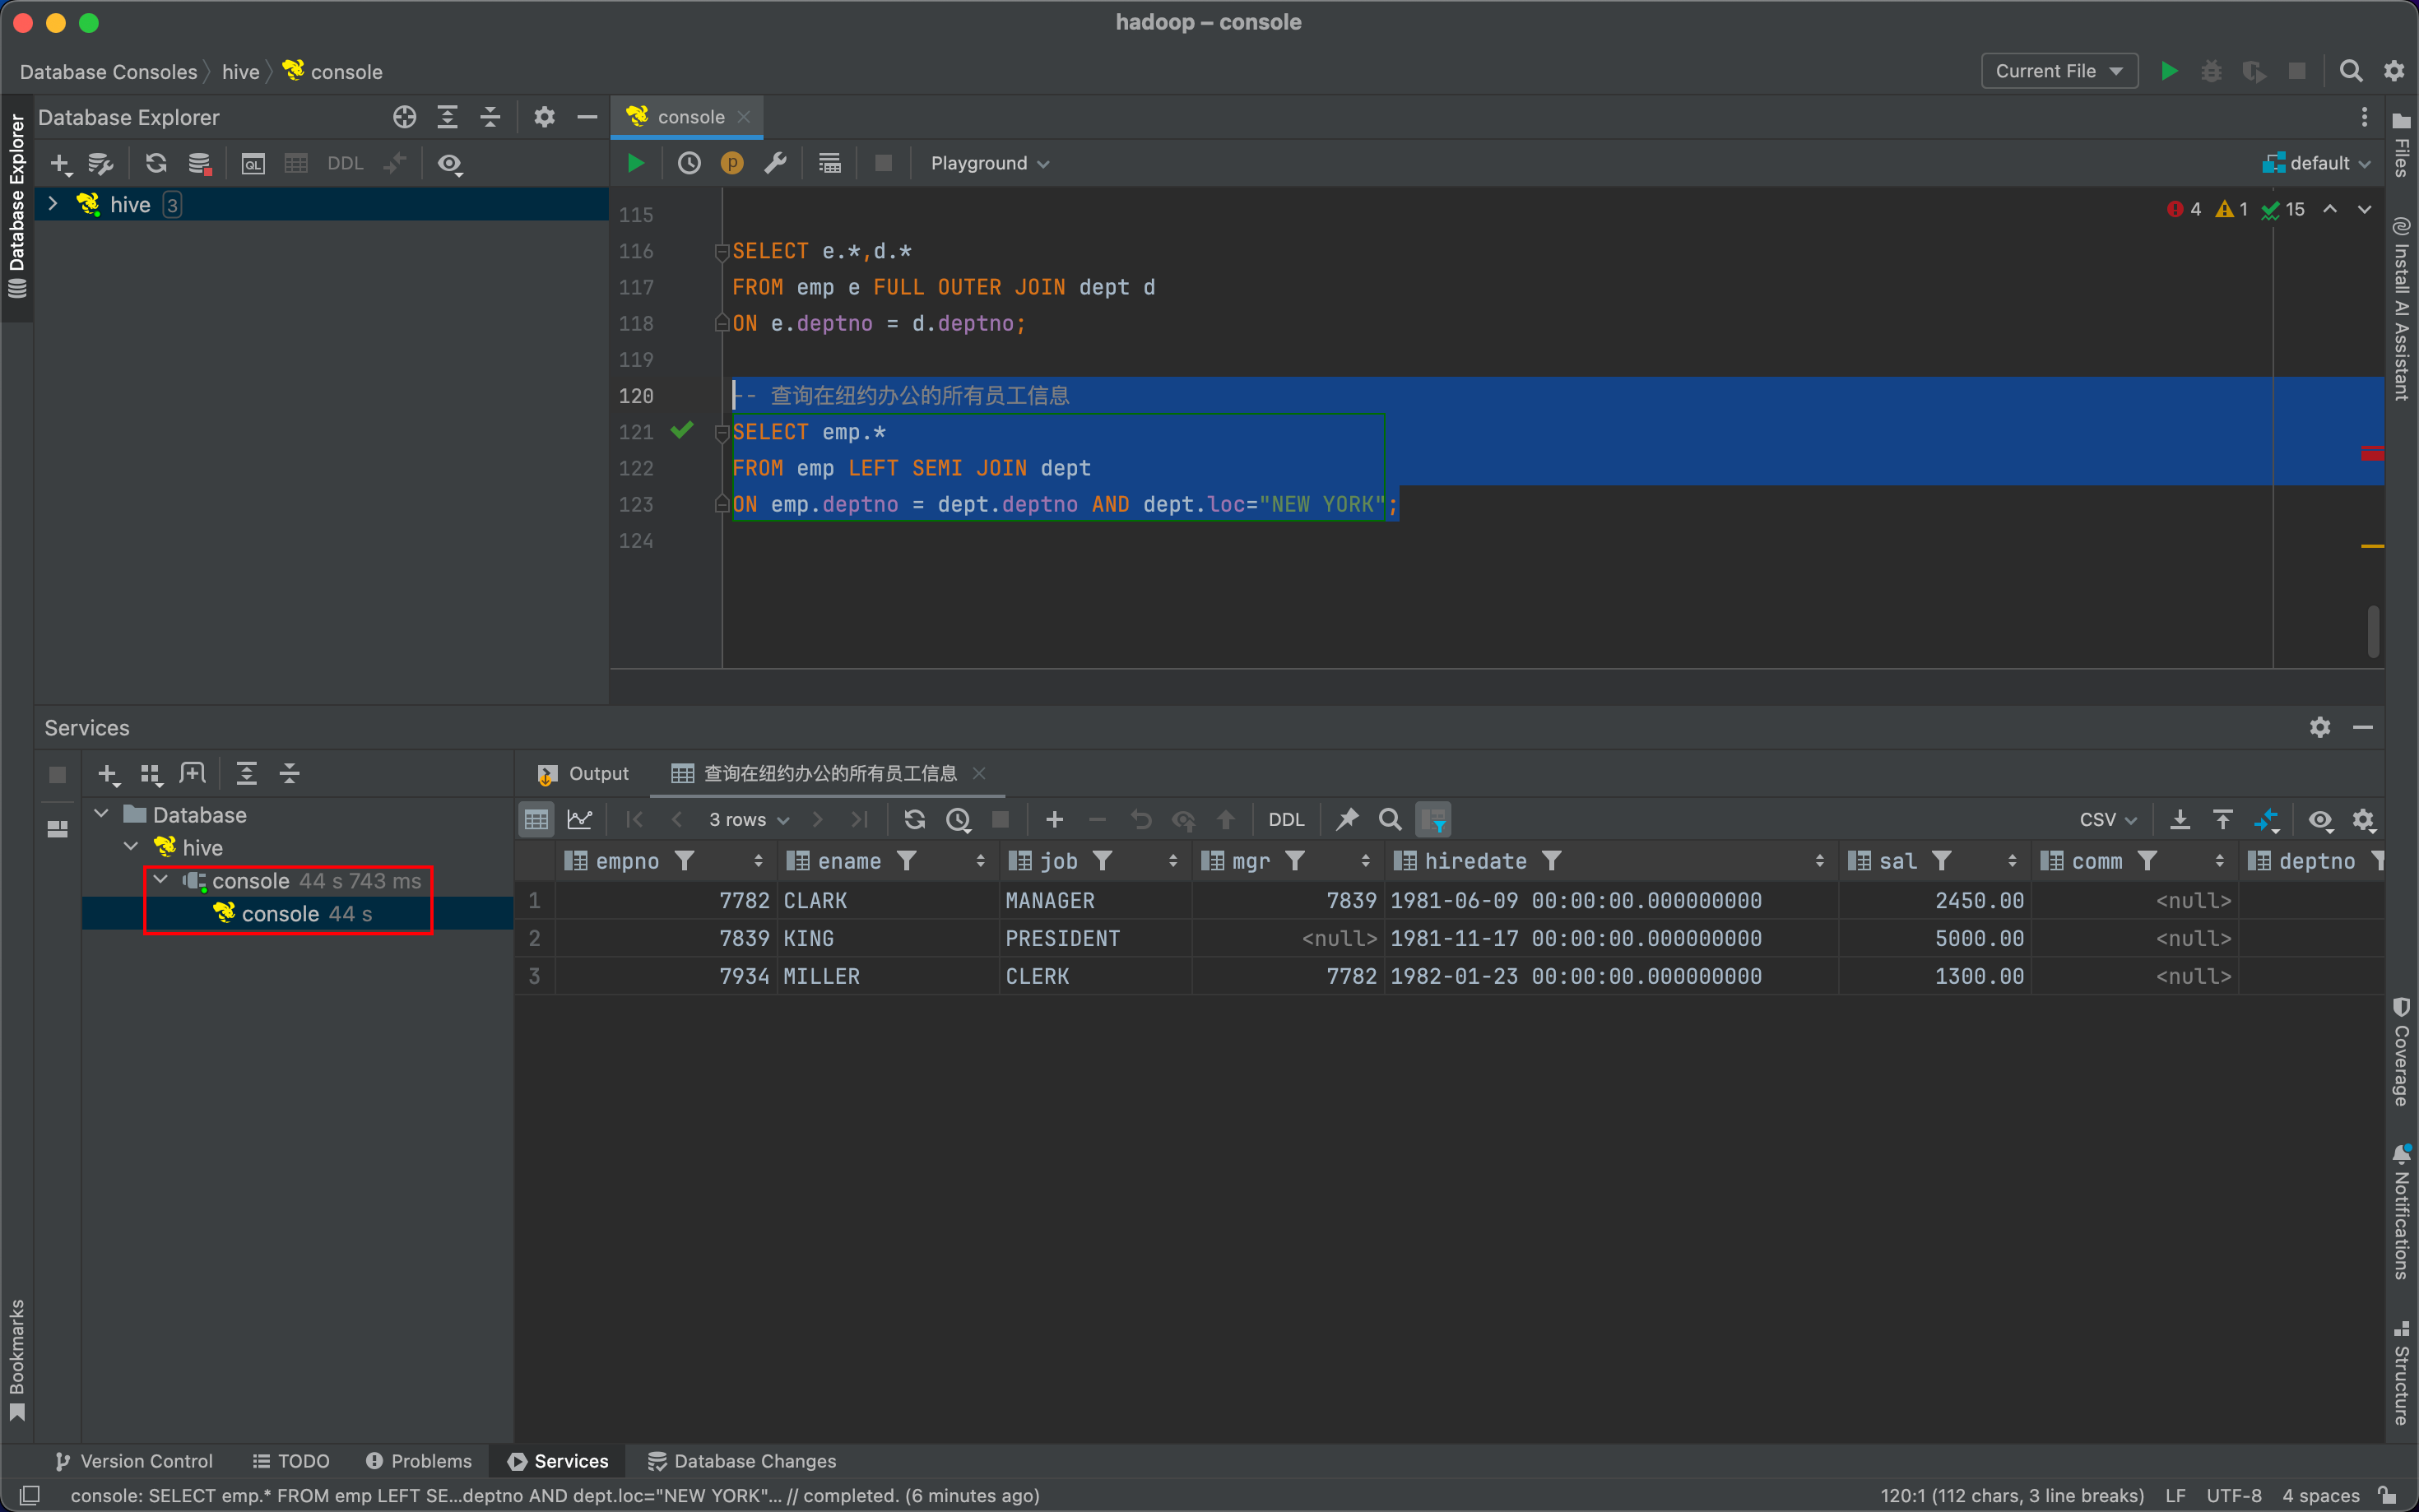 hadoop – console
Database Consoles
hive
console
Current File
Database Explorer
Database Explorer
DDL
hive 3
console
Playground
default
4 1 15
115
116 SELECT e.*,d.*
117 FROM emp e FULL OUTER JOIN dept d
118 ON e.deptno = d.deptno;
119
120 -- 查询在纽约办公的所有员工信息
121 SELECT emp.*
122 FROM emp LEFT SEMI JOIN dept
123 ON emp.deptno = dept.deptno AND dept.loc="NEW YORK";
124
Files
Install AI Assistant
Services
Database
hive
console 44 s 743 ms
console 44 s
Output
查询在纽约办公的所有员工信息
3 rows
DDL
CSV
empno ename job mgr hiredate sal comm deptno
1 7782 CLARK MANAGER 7839 1981-06-09 00:00:00.000000000 2450.00 <null>
2 7839 KING PRESIDENT <null> 1981-11-17 00:00:00.000000000 5000.00 <null>
3 7934 MILLER CLERK 7782 1982-01-23 00:00:00.000000000 1300.00 <null>
Coverage
Notifications
Structure
Bookmarks
Version Control
TODO
Problems
Services
Database Changes
console: SELECT emp.* FROM emp LEFT SE...deptno AND dept.loc="NEW YORK"... // completed. (6 minutes ago)
120:1 (112 chars, 3 line breaks)
LF
UTF-8
4 spaces